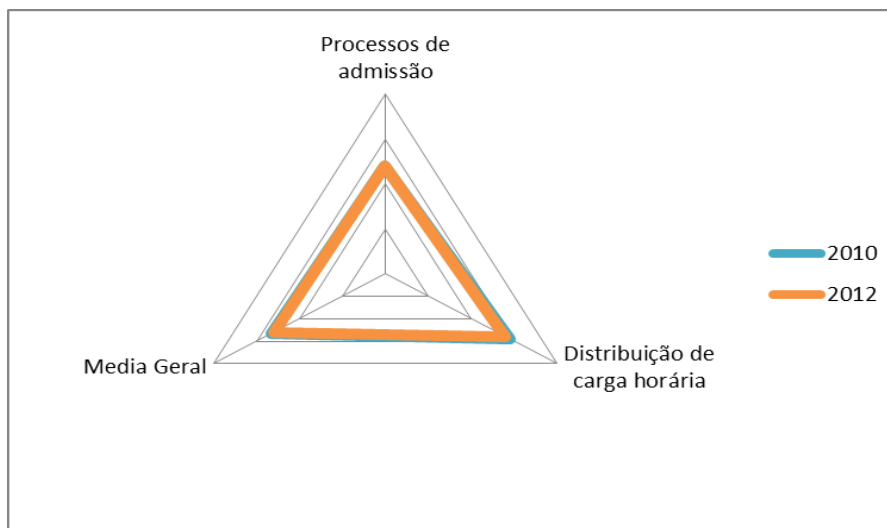 Processos de
admissão
2010
2012
Media Geral
Distribuição de
carga horária